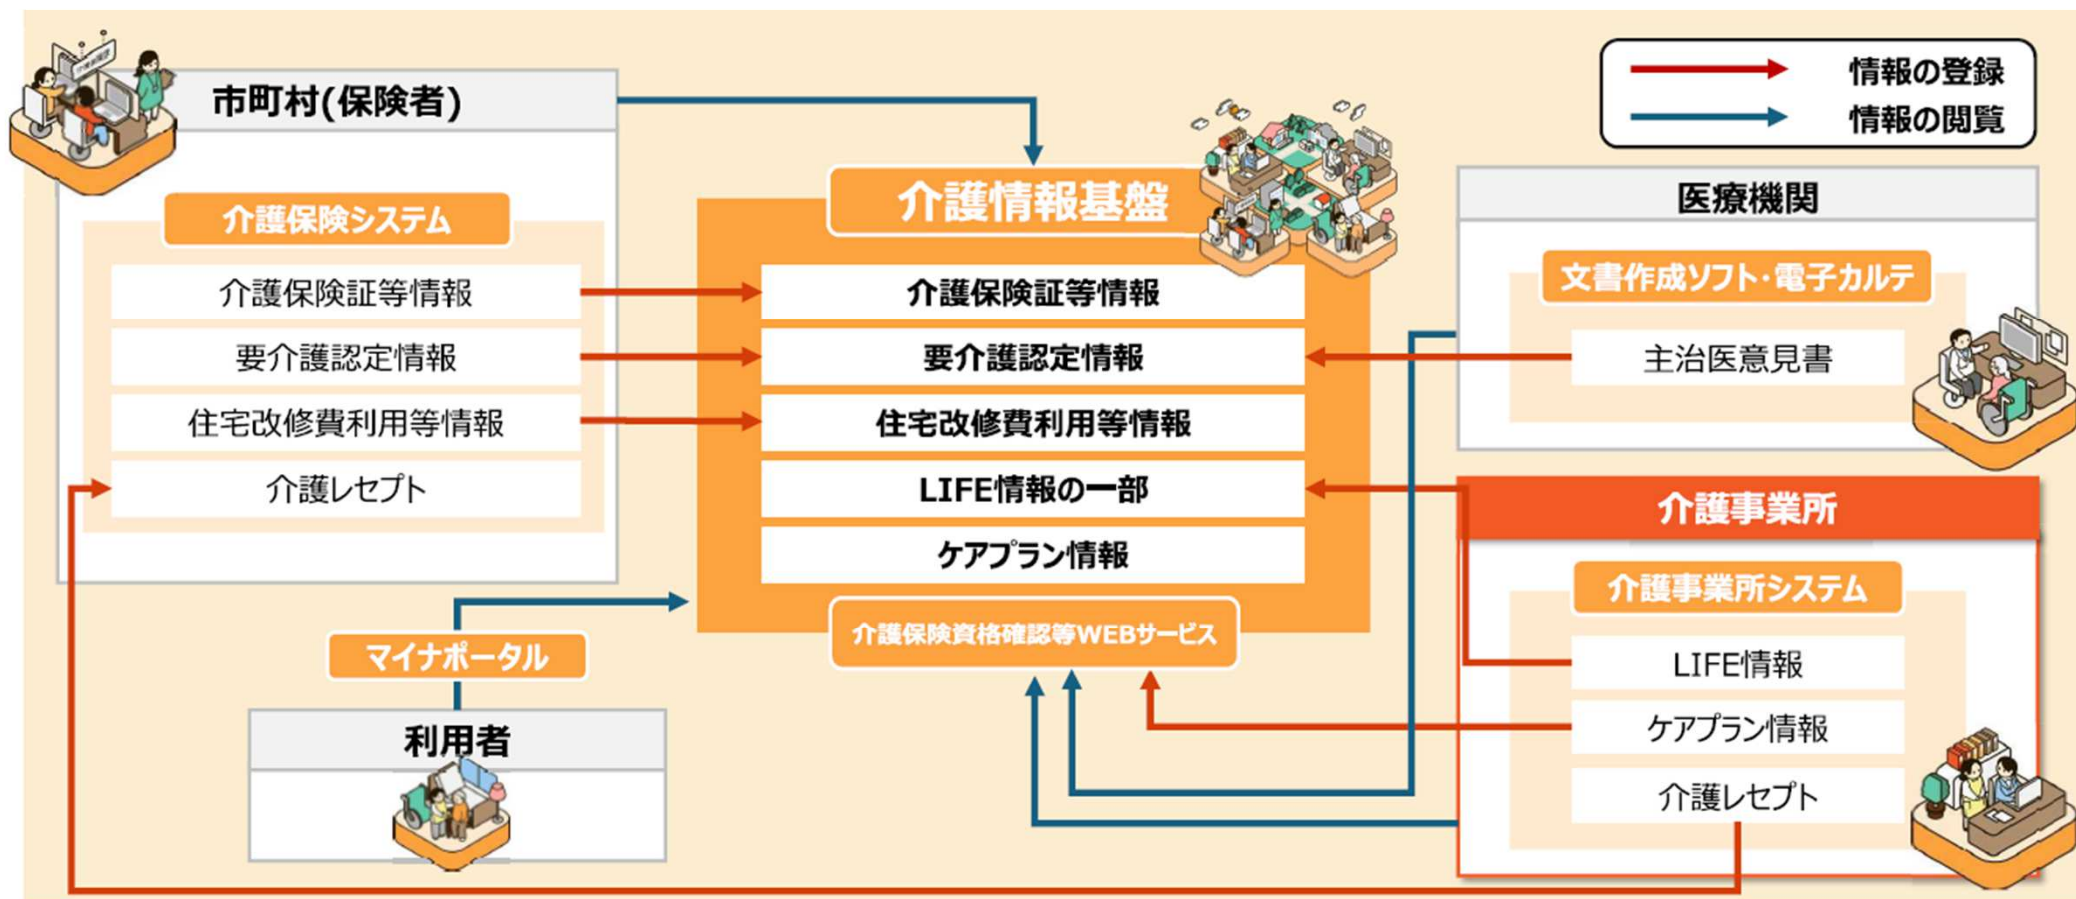 情報の登録
情報の閲覧
市町村(保険者)
介護保険システム
介護保険証等情報
要介護認定情報
住宅改修費利用等情報
介護レセプト
介護情報基盤
介護保険証等情報
要介護認定情報
住宅改修費利用等情報
LIFE情報の一部
ケアプラン情報
介護保険資格確認等WEBサービス
マイナポータル
利用者
医療機関
文書作成ソフト・電子カルテ
主治医意見書
介護事業所
介護事業所システム
LIFE情報
ケアプラン情報
介護レセプト